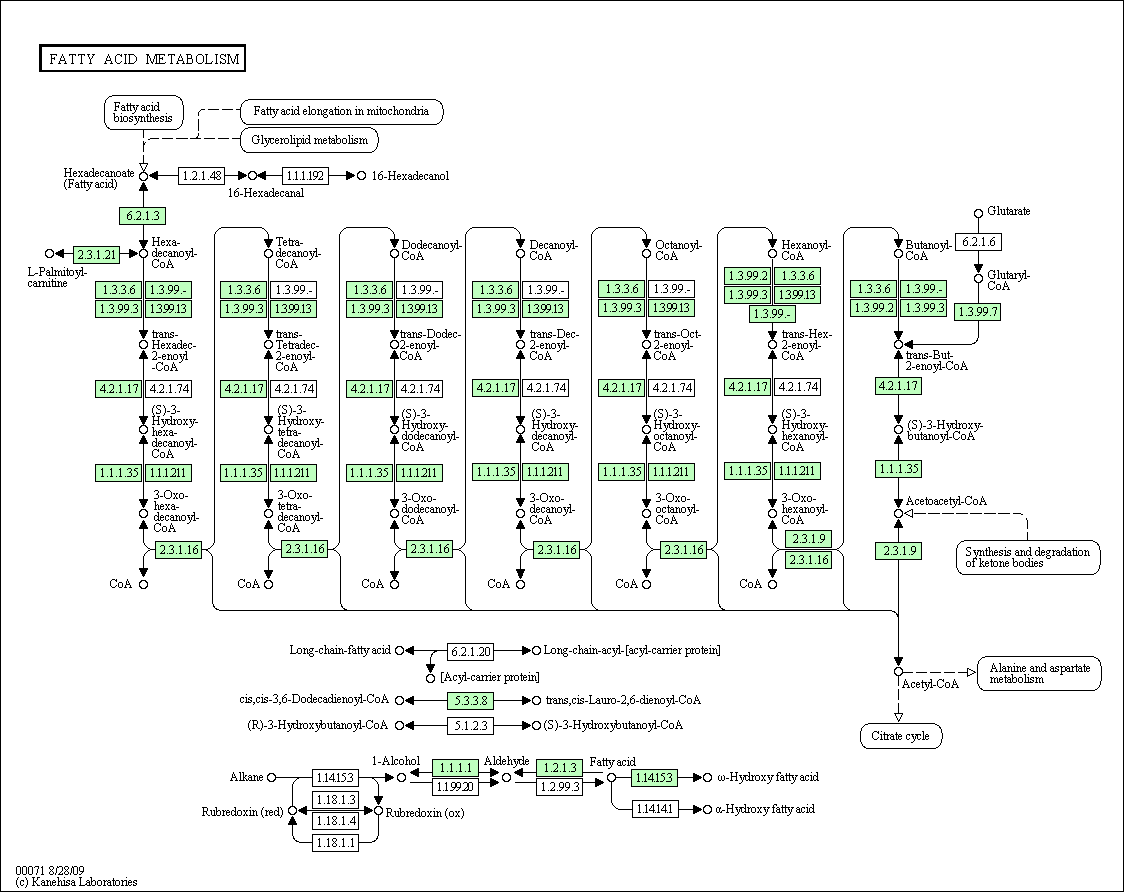 FATTY ACID METABOLISM
Fatty acid
biosynthesis
Fatty acid elongation in mitochondria
Glycerolipid metabolism
Hexadecanoate
(Fatty acid)
1.2.1.48
16-Hexadecanal
1.1.1.192
16-Hexadecanol
6.2.1.3
2.3.1.21
L-Palmitoyl-
carnitine
Hexa-
decanoyl-
CoA
Tetra-
decanoyl-
CoA
Dodecanoyl-
CoA
Decanoyl-
CoA
Octanoyl-
CoA
Hexanoyl-
CoA
Butanoyl-
CoA
Glutarate
6.2.1.6
Glutaryl-
CoA
1.3.99.7
1.3.3.6 1.3.99.-
1.3.99.3 1.3.99.13
1.3.3.6 1.3.99.-
1.3.99.3 1.3.99.13
1.3.3.6 1.3.99.-
1.3.99.3 1.3.99.13
1.3.3.6 1.3.99.-
1.3.99.3 1.3.99.13
1.3.3.6 1.3.99.-
1.3.99.3 1.3.99.13
1.3.99.2 1.3.3.6
1.3.99.3 1.3.99.13
1.3.99.-
1.3.3.6 1.3.99.-
1.3.99.2 1.3.99.3
trans-
Hexadec-
2-enoyl
-CoA
trans-
Tetradec-
2-enoyl-
CoA
trans-Dodec-
2-enoyl-
CoA
trans-Dec-
2-enoyl-
CoA
trans-Oct-
2-enoyl-
CoA
trans-Hex-
2-enoyl-
CoA
trans-But-
2-enoyl-CoA
4.2.1.17 4.2.1.74
4.2.1.17 4.2.1.74
4.2.1.17 4.2.1.74
4.2.1.17 4.2.1.74
4.2.1.17 4.2.1.74
4.2.1.17 4.2.1.74
4.2.1.17
(S)-3-
Hydroxy-
hexa-
decanoyl-
CoA
(S)-3-
Hydroxy-
tetra-
decanoyl-
CoA
(S)-3-
Hydroxy-
dodecanoyl-
CoA
(S)-3-
Hydroxy-
decanoyl-
CoA
(S)-3-
Hydroxy-
octanoyl-
CoA
(S)-3-
Hydroxy-
hexanoyl-
CoA
(S)-3-Hydroxy-
butanoyl-CoA
1.1.1.35 1.1.1.211
1.1.1.35 1.1.1.211
1.1.1.35 1.1.1.211
1.1.1.35 1.1.1.211
1.1.1.35 1.1.1.211
1.1.1.35 1.1.1.211
1.1.1.35
3-Oxo-
hexa-
decanoyl-
CoA
3-Oxo-
tetra-
decanoyl-
CoA
3-Oxo-
dodecanoyl-
CoA
3-Oxo-
decanoyl-
CoA
3-Oxo-
octanoyl-
CoA
3-Oxo-
hexanoyl-
CoA
Acetoacetyl-CoA
2.3.1.16
2.3.1.16
2.3.1.16
2.3.1.16
2.3.1.16
2.3.1.9
2.3.1.16
2.3.1.9
Synthesis and degradation
of ketone bodies
CoA
CoA
CoA
CoA
CoA
CoA
Long-chain-fatty acid
6.2.1.20
Long-chain-acyl-[acyl-carrier protein]
[Acyl-carrier protein]
cis,cis-3,6-Dodecadienoyl-CoA
5.3.3.8
trans,cis-Lauro-2,6-dienoyl-CoA
(R)-3-Hydroxybutanoyl-CoA
5.1.2.3
(S)-3-Hydroxybutanoyl-CoA
Acetyl-CoA
Alanine and aspartate
metabolism
Citrate cycle
Alkane
1.14.15.3
1-Alcohol
1.1.1.1
1.1.99.20
Aldehyde
1.2.1.3
1.2.99.3
Fatty acid
1.14.15.3
ω-Hydroxy fatty acid
1.14.14.1
α-Hydroxy fatty acid
Rubredoxin (red)
1.18.1.3
1.18.1.4
1.18.1.1
Rubredoxin (ox)
00071 8/28/09
(c) Kanehisa Laboratories